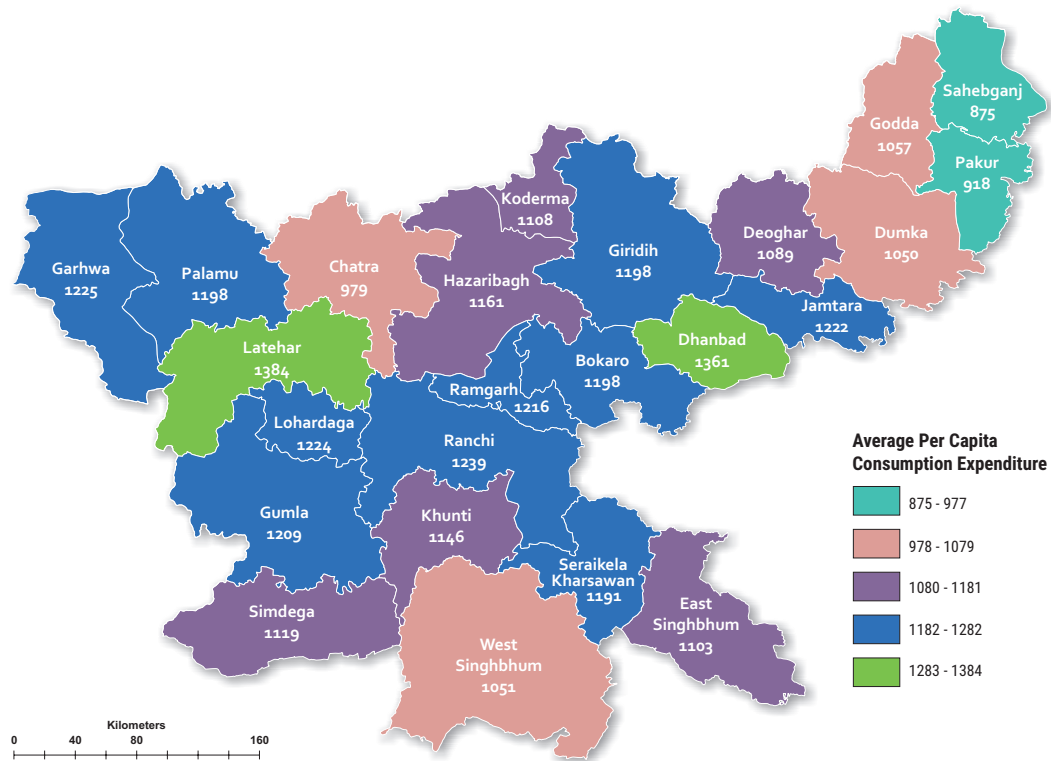 Sahebganj
875
Godda
1057
Pakur
918
Koderma
1108
Deoghar
1089
Dumka
1050
Giridih
1198
Garhwa
1225
Palamu
1198
Chatra
979
Hazaribagh
1161
Jamtara
1222
Latehar
1384
Dhanbad
1361
Bokaro
1198
Ramgarh
1216
Lohardaga
1224
Ranchi
1239
Gumla
1209
Khunti
1146
Seraikela
Kharsawan
1191
Simdega
1119
East
Singhbhum
1103
West
Singhbhum
1051
Average Per Capita
Consumption Expenditure
875 - 977
978 - 1079
1080 - 1181
1182 - 1282
1283 - 1384
Kilometers
0 40 80 160